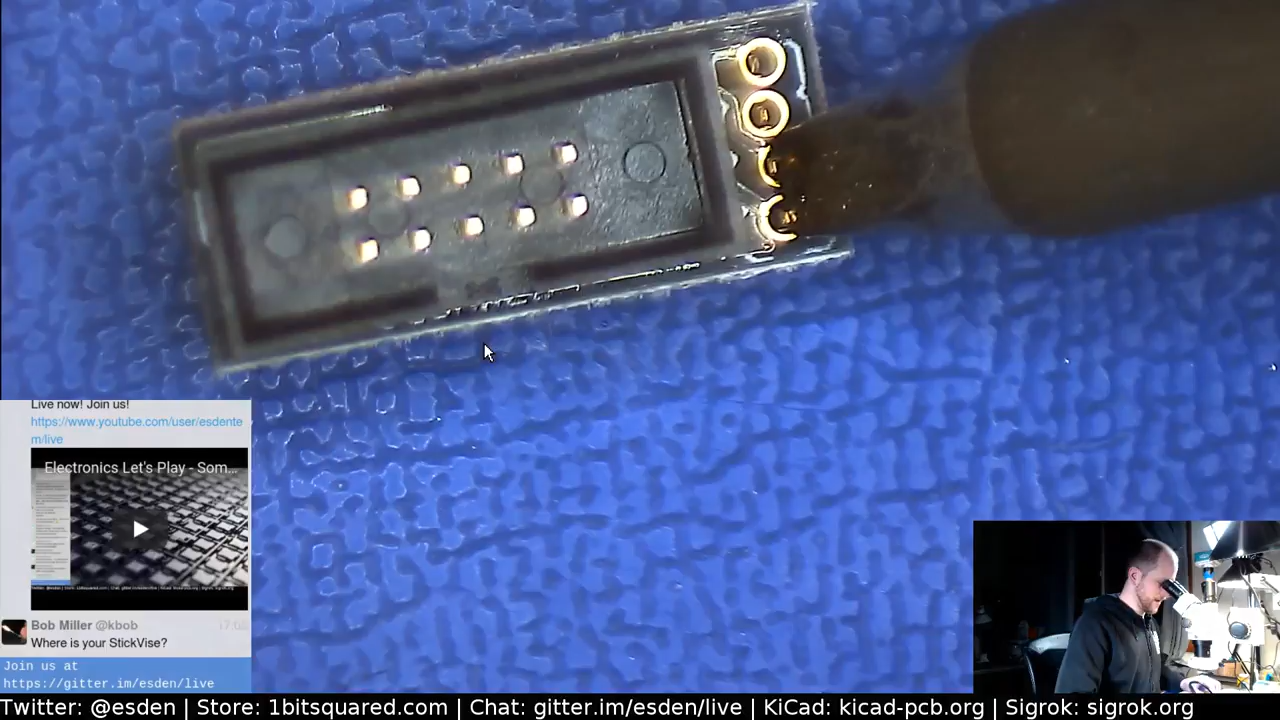 Live now! Join us!
https://www.youtube.com/user/esdente
m/live
Electronics Let's Play - Som...
Bob Miller @kbob
Where is your StickVise?
Join us at
https://gitter.im/esden/live
Twitter: @esden | Store: 1bitsquared.com | Chat: gitter.im/esden/live | KiCad: kicad-pcb.org | Sigrok: sigrok.org